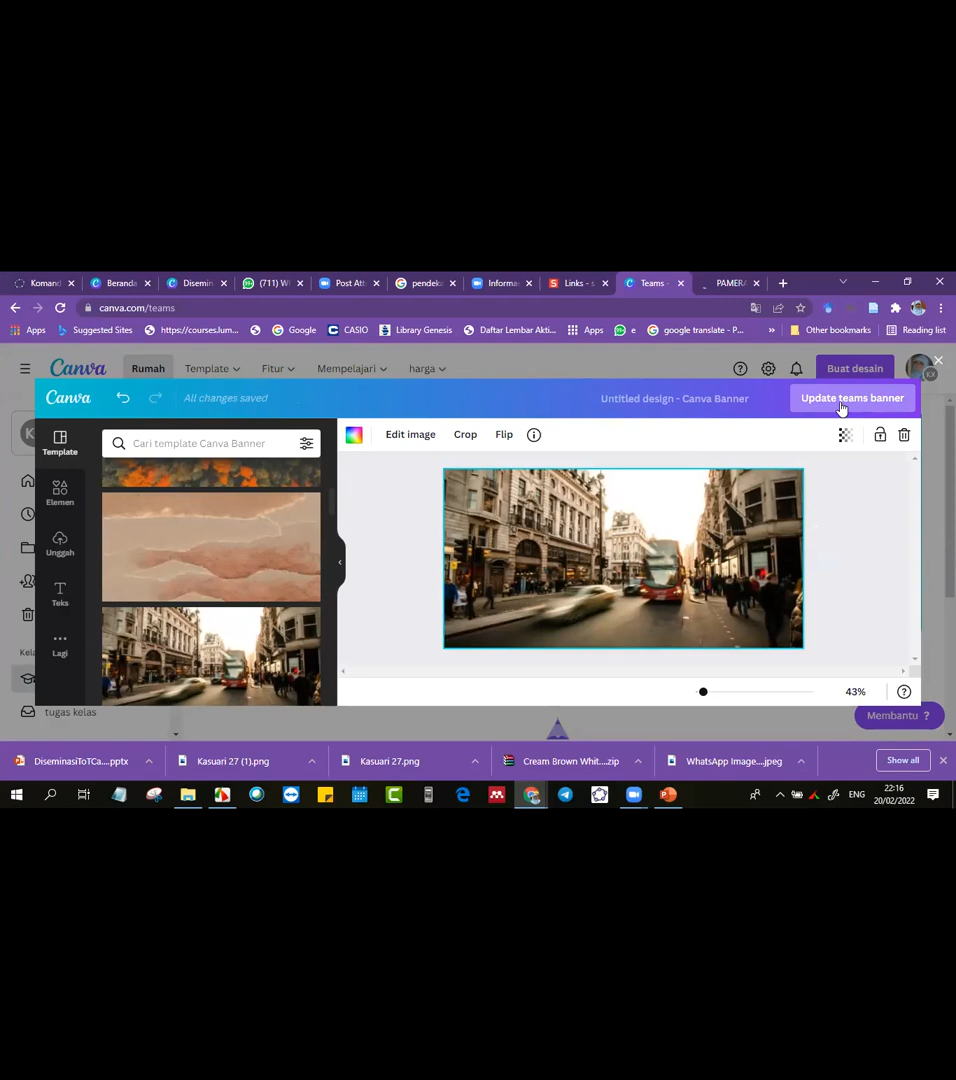 Komand
Beranda
Disemin
(711) W
Post Att
pendek
Informa
Links - s
Teams -
PAMERA
canva.com/teams
Apps
Suggested Sites
https://courses.lum...
Google
CASIO
Library Genesis
Daftar Lembar Akti...
Apps
e
google translate - P...
»
Other bookmarks
Reading list
Canva
Rumah
Template
Fitur
Mempelajari
harga
Buat desain
KX
Canva
All changes saved
Untitled design - Canva Banner
Update teams banner
Template
Cari template Canva Banner
Edit image
Crop
Flip
K
Elemen
Unggah
Teks
Lagi
Kela
43%
tugas kelas
Membantu ?
DiseminasiToTCa....pptx
Kasuari 27 (1).png
Kasuari 27.png
Cream Brown Whit....zip
WhatsApp Image....jpeg
Show all
ENG
22:16
20/02/2022